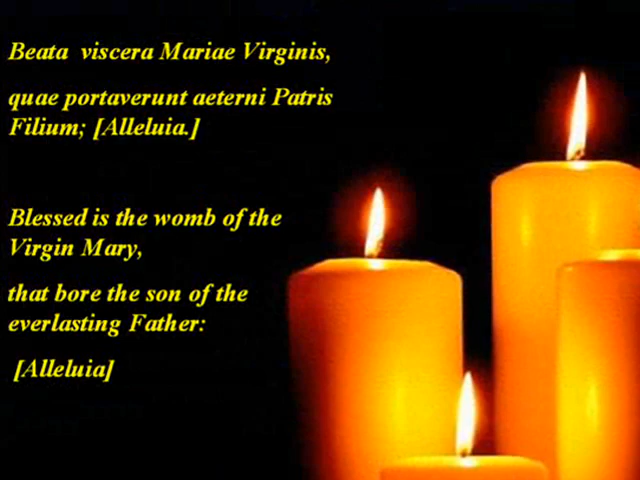 Beata  viscera Mariae Virginis,
quae portaverunt aeterni Patris
Filium; [Alleluia.]
Blessed is the womb of the
Virgin Mary,
that bore the son of the
everlasting Father:
[Alleluia]